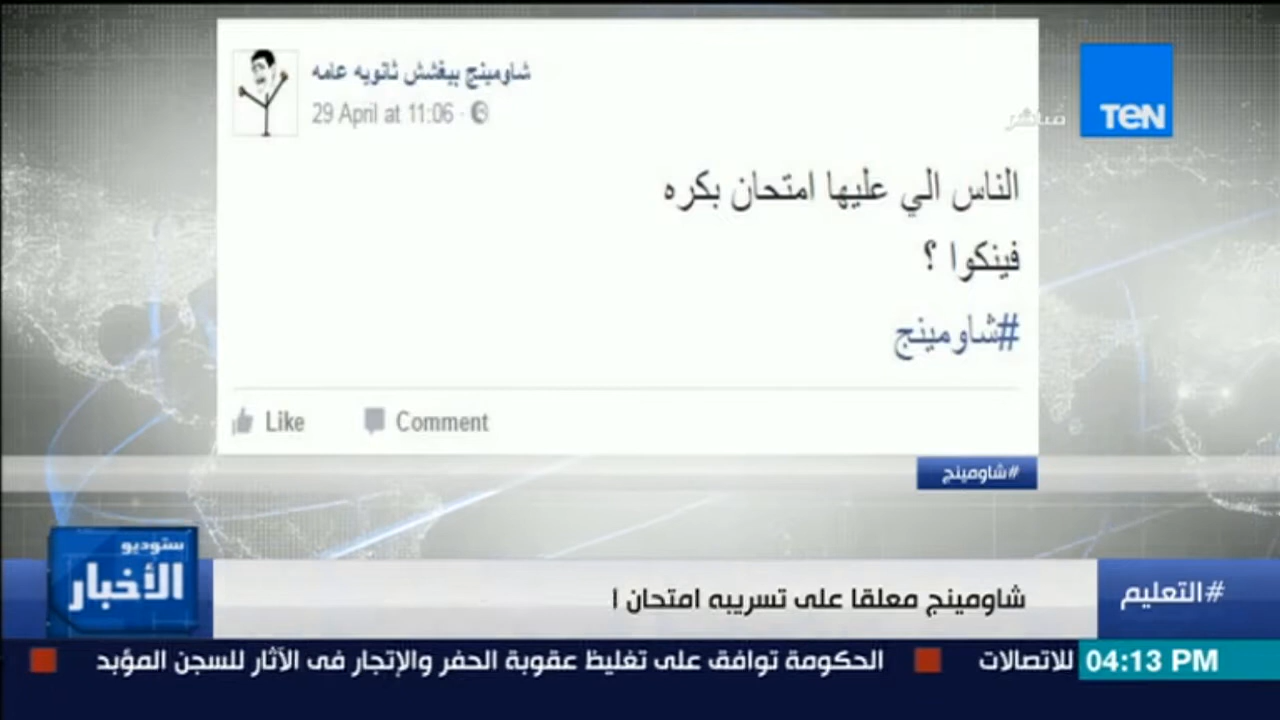 شاومينج بيغشش ثانويه عامه
29 April at 11:06
TEN
مباشر
الناس الي عليها امتحان بكره
فينكوا ؟
#شاومينج
Like Comment
#شاومينج
ستوديو
الأخبار
#التعليم
شاومينج معلقا على تسريبه امتحان ا
04:13 PM
للاتصالات
الحكومة توافق على تغليظ عقوبة الحفر والإتجار فى الآثار للسجن المؤبد